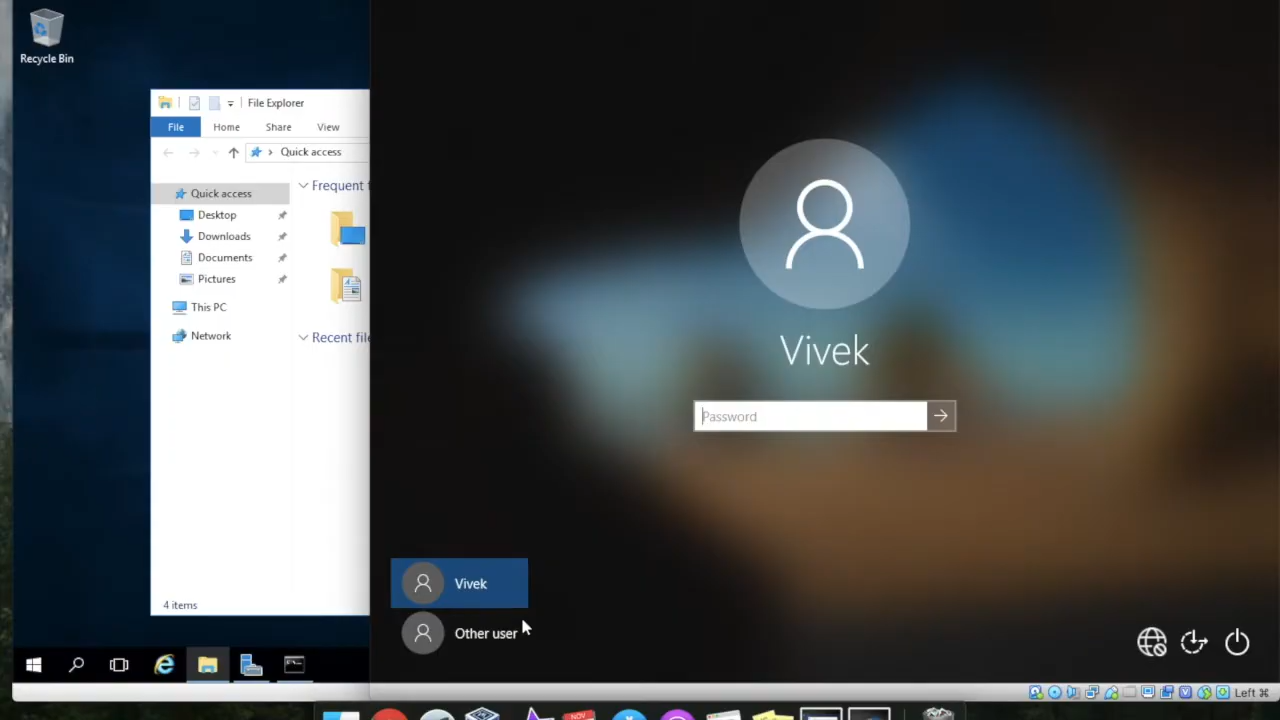 Recycle Bin
File Explorer
File
Home
Share
View
Quick access
Quick access
Desktop
Downloads
Documents
Pictures
This PC
Network
Frequent
Recent
4 items
Vivek
Password
Vivek
Other user
Left ⌘
NOV